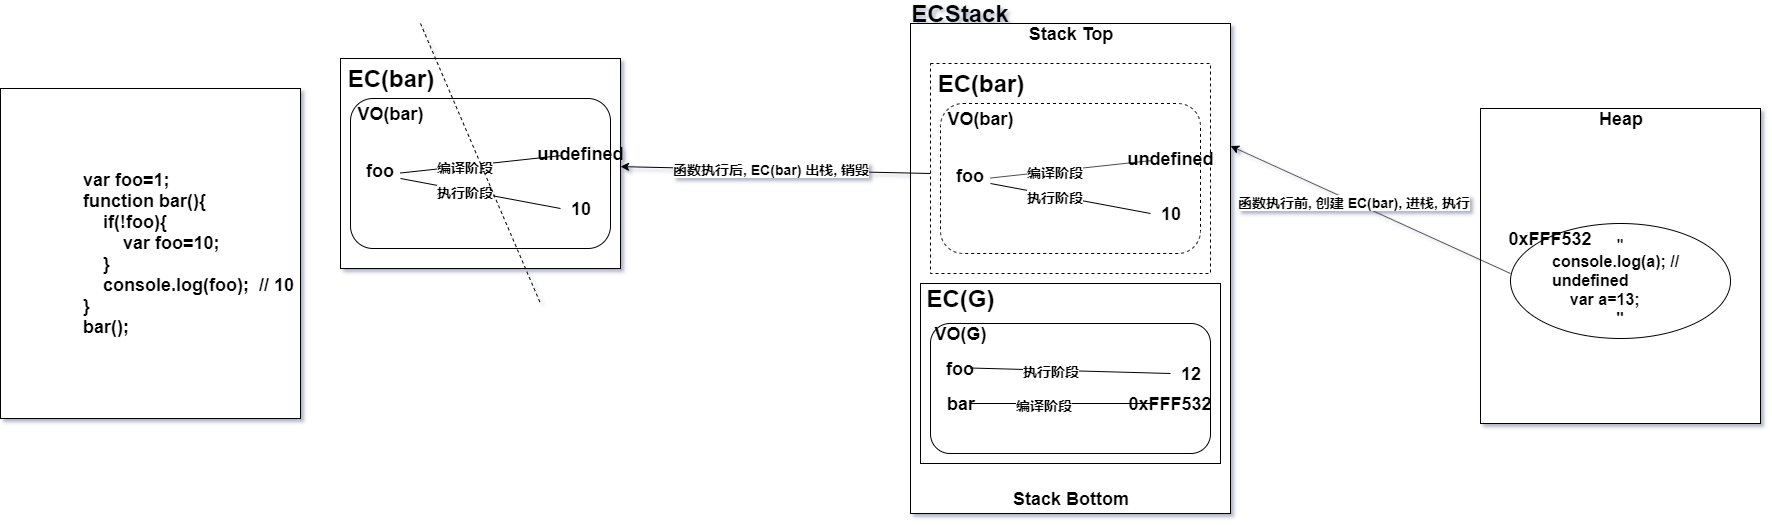 var foo=1;
function bar(){
    if(!foo){
        var foo=10;
    }
    console.log(foo);  // 10
}
bar();
EC(bar)
VO(bar)
foo
编译阶段
undefined
执行阶段
10
函数执行后, EC(bar) 出栈, 销毁
ECStack
Stack Top
EC(bar)
VO(bar)
foo
编译阶段
undefined
执行阶段
10
EC(G)
VO(G)
foo
执行阶段
12
bar
编译阶段
0xFFF532
Stack Bottom
函数执行前, 创建 EC(bar), 进栈, 执行
Heap
0xFFF532
"
console.log(a); //
undefined
    var a=13;
"